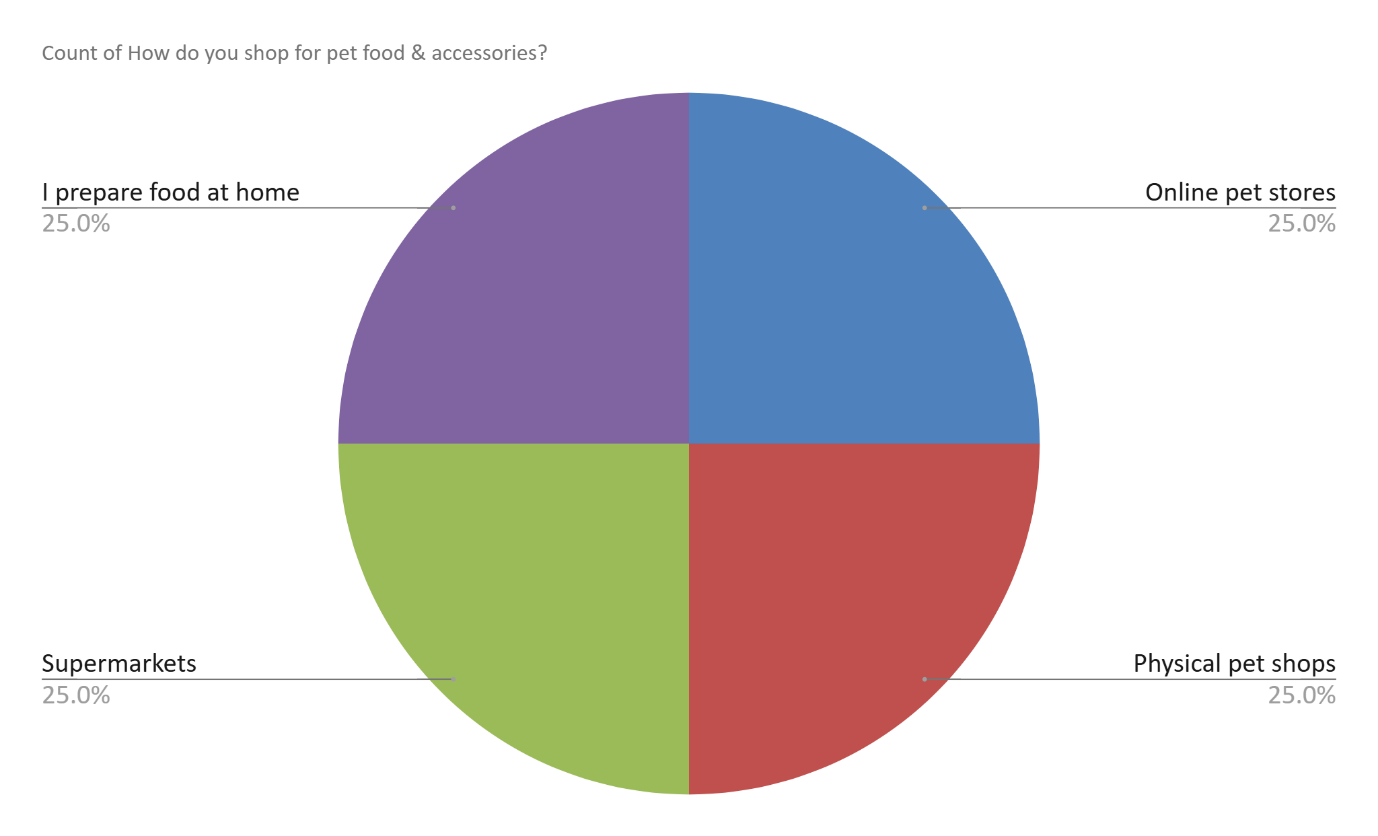 Count of How do you shop for pet food & accessories?
I prepare food at home
25.0%
Online pet stores
25.0%
Supermarkets
25.0%
Physical pet shops
25.0%